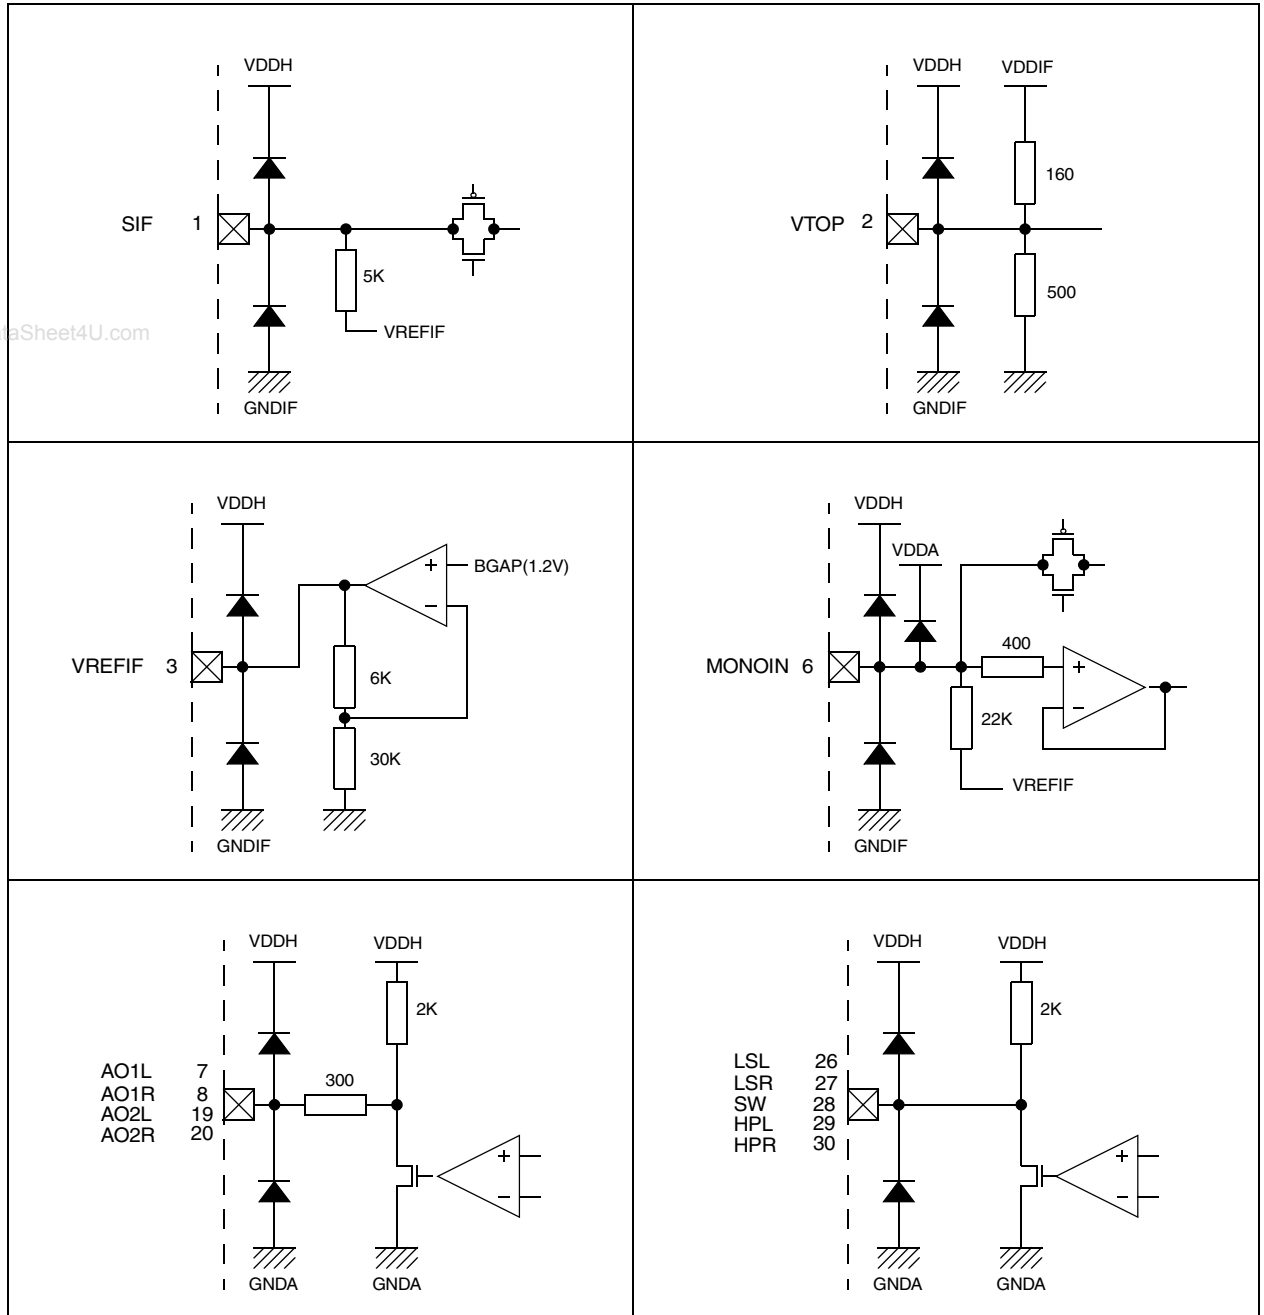 VDDH
SIF 1
5K
VREFIF
GNDIF
taSheet4U.com
VDDH VDDIF
160
VTOP 2
500
GNDIF
VDDH
+ BGAP(1.2V)
−
VREFIF 3
6K
30K
GNDIF
VDDH
VDDA
MONOIN 6
400
+
−
22K
VREFIF
GNDIF
VDDH VDDH
2K
AO1L 7
AO1R 8
AO2L 19
AO2R 20
300
+
−
GNDA GNDA
VDDH VDDH
2K
LSL 26
LSR 27
SW 28
HPL 29
HPR 30
+
−
GNDA GNDA